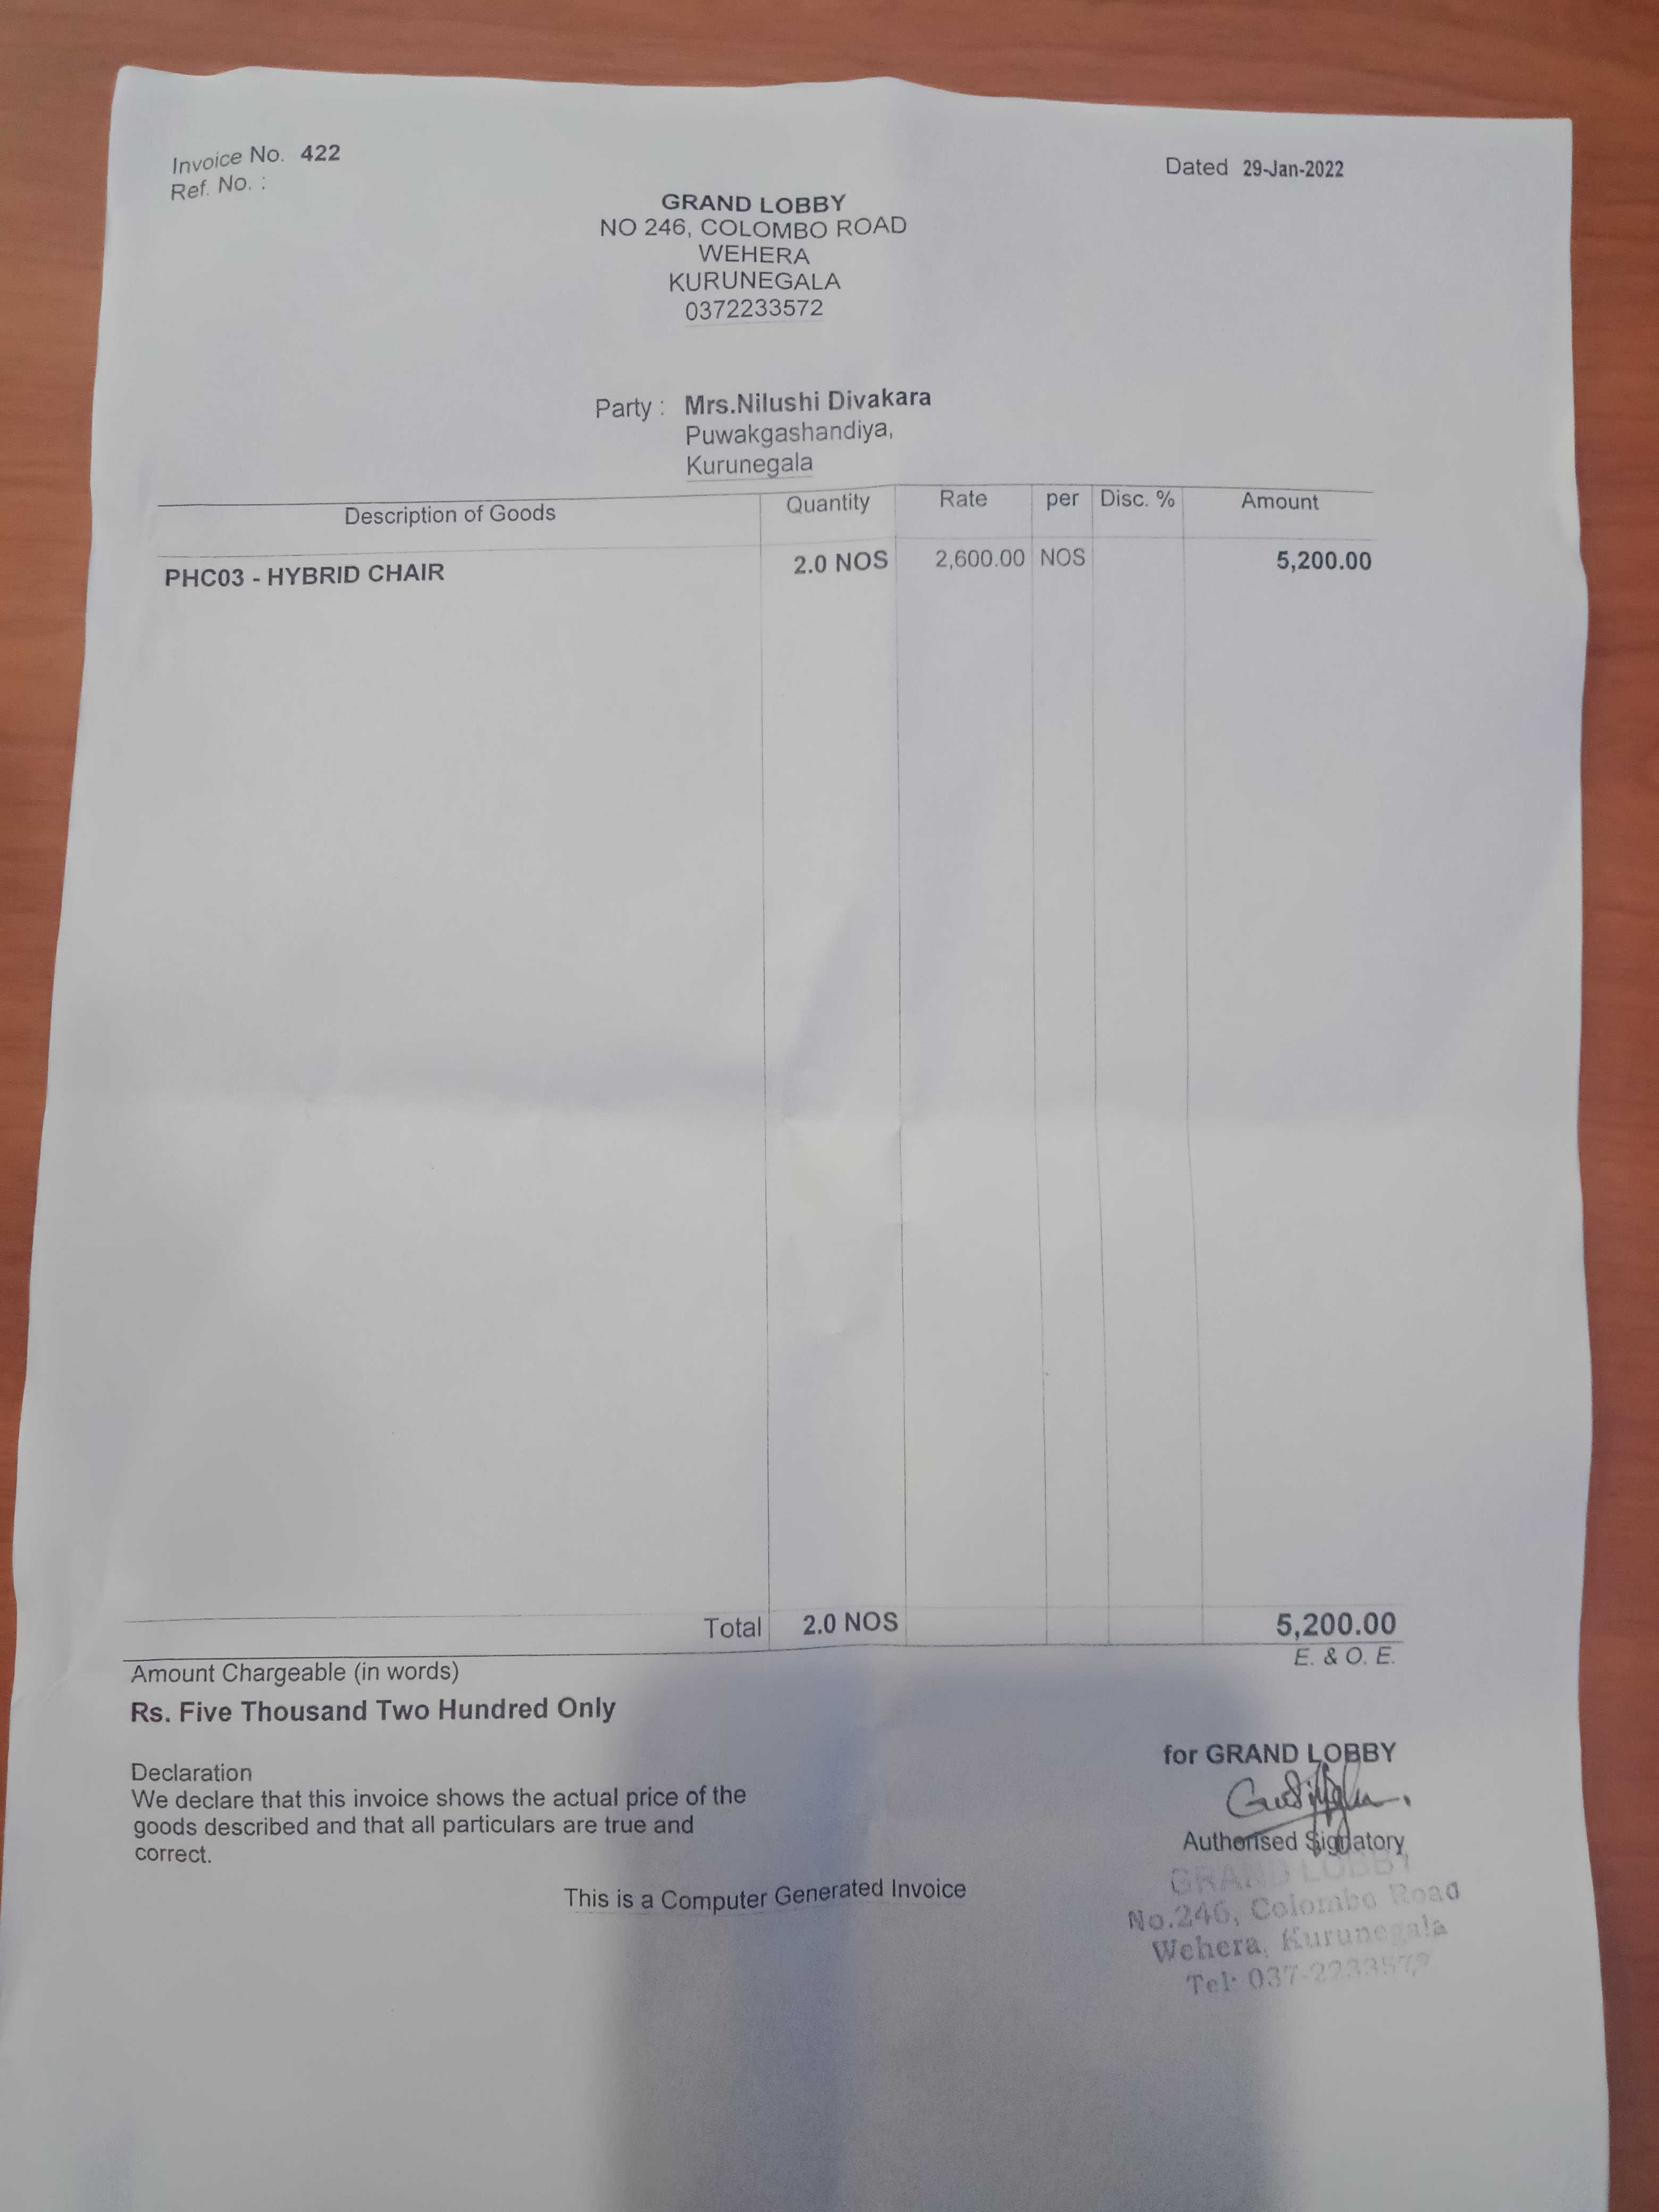 Invoice No. 422
Dated 29-Jan-2022
Ref. No. :
GRAND LOBBY
NO 246, COLOMBO ROAD
WEHERA
KURUNEGALA
0372233572
Party : Mrs.Nilushi Divakara
Puwakgashandiya,
Kurunegala
Description of Goods Quantity Rate per Disc. % Amount
PHC03 - HYBRID CHAIR 2.0 NOS 2,600.00 NOS 5,200.00
Total 2.0 NOS 5,200.00
E. & O. E.
Amount Chargeable (in words)
Rs. Five Thousand Two Hundred Only
for GRAND LOBBY
Declaration
We declare that this invoice shows the actual price of the
goods described and that all particulars are true and
correct.
Authorised Signatory
This is a Computer Generated Invoice
GRAND LOBBY
No.246, Colombo Road
Wehera, Kurunegala
Tel: 037-2233572